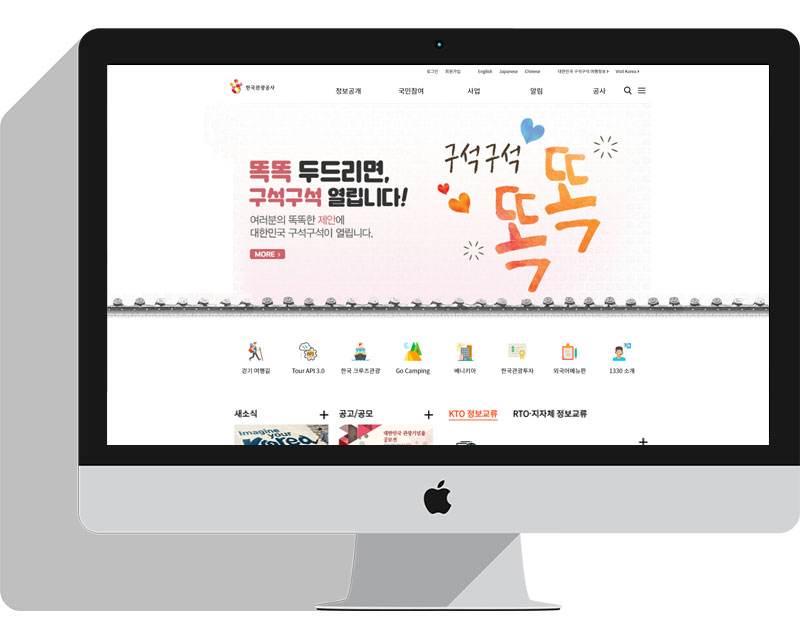 로그인 회원가입 English Japanese Chinese 대한민국 구석구석 여행정보 Visit Korea
한국관광공사 정보공개 국민참여 사업 알림 공사
구석구석
똑똑
똑똑 두드리면,
구석구석 열립니다!
여러분의 똑똑한 제안에
대한민국 구석구석이 열립니다.
MORE >
걷기 여행길 Tour API 3.0 한국 크루즈관광 Go Camping 베니키아 한국관광투자 외국어메뉴판 1330 소개
새소식 + 공고/공모 + KTO 정보교류 RTO·지자체 정보교류
imagine your Korea
대한민국 관광기념품
공모전
+